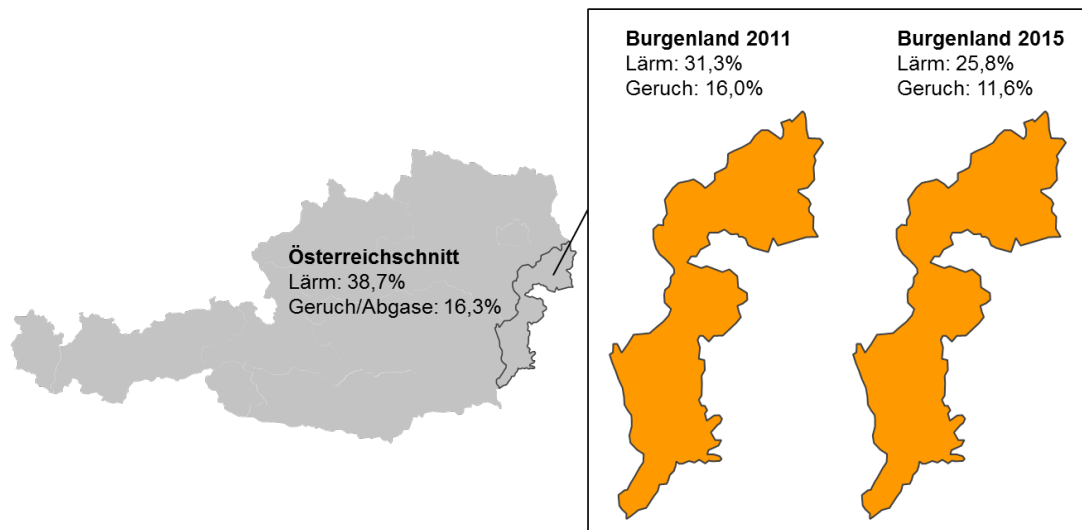 Österreichschnitt
Lärm: 38,7%
Geruch/Abgase: 16,3%
Burgenland 2011
Lärm: 31,3%
Geruch: 16,0%
Burgenland 2015
Lärm: 25,8%
Geruch: 11,6%